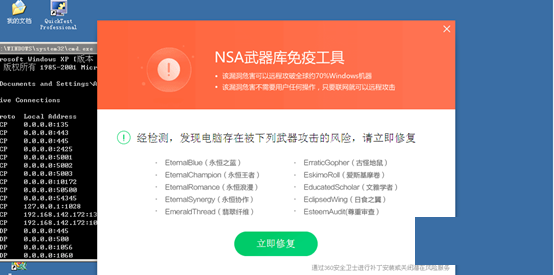 我的文档
QuickTest
Professional
:\WINDOWS\system32\cmd.exe
rosoft Windows XP [版本
版权所有 1985-2001 Micr
Documents and Settings\A
ive Connections
roto Local Address
CP 0.0.0.0:135
CP 0.0.0.0:443
CP 0.0.0.0:445
CP 0.0.0.0:2425
CP 0.0.0.0:5001
CP 0.0.0.0:5002
CP 0.0.0.0:5003
CP 0.0.0.0:10172
CP 0.0.0.0:50500
CP 0.0.0.0:54345
CP 127.0.0.1:1028
CP 192.168.142.172:13
CP 192.168.142.172:10
DP 0.0.0.0:445
DP 0.0.0.0:500
DP 0.0.0.0:1056
DP 0.0.0.0:1060
NSA武器库免疫工具
• 该漏洞危害可以远程攻破全球的70%Windows机器
• 该漏洞危害不需要用户任何操作，只要联网就可以远程攻击
经检测，发现电脑存在被下列武器攻击的风险，请立即修复
• EternalBlue（永恒之蓝）
• EternalChampion（永恒王者）
• EternalRomance（永恒浪漫）
• EternalSynergy（永恒协作）
• EmeraldThread（翡翠纤维）
• ErraticGopher（古怪地鼠）
• EskimoRoll（爱斯基摩卷）
• EducatedScholar（文雅学者）
• EclipsedWing（日食之翼）
• EsteemAudit(尊重审查）
立即修复
通过360安全卫士进行补丁安装或关闭潜在风险服务